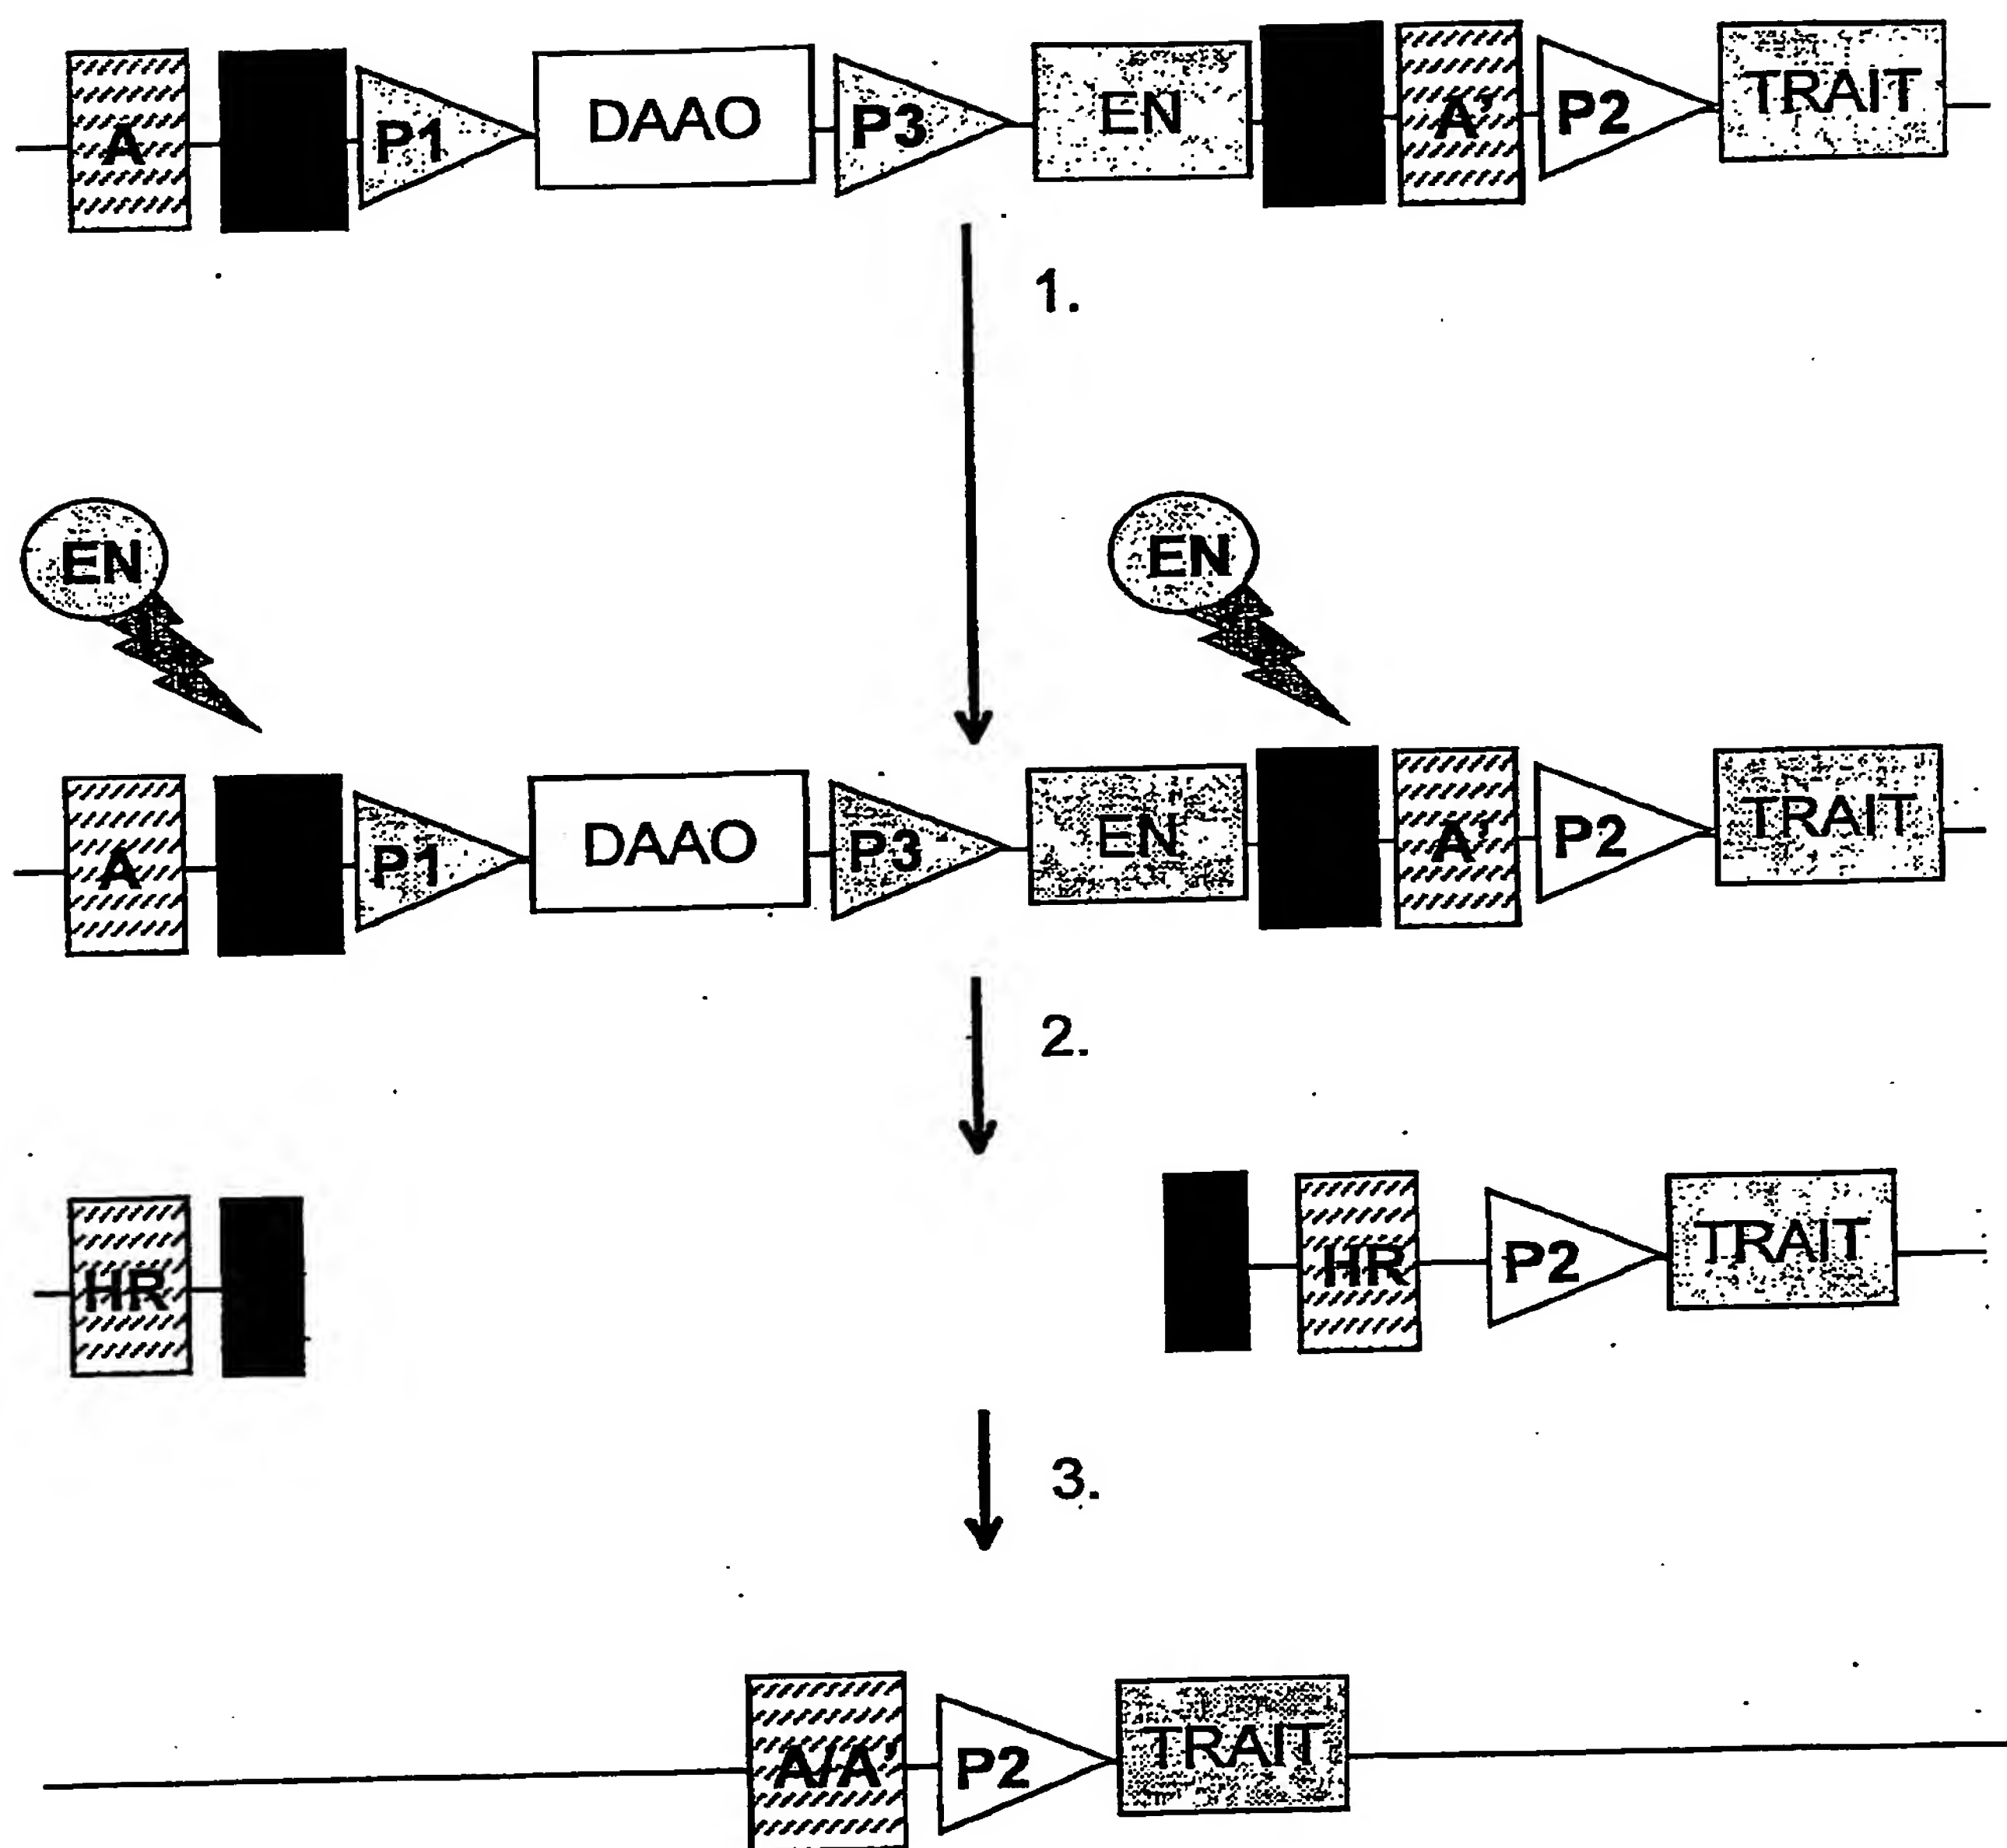 A P1 DAAO P3 EN A' P2 TRAIT
1.
EN EN
A P1 DAAO P3 EN A' P2 TRAIT
2.
HR HR P2 TRAIT
3.
A/A' P2 TRAIT